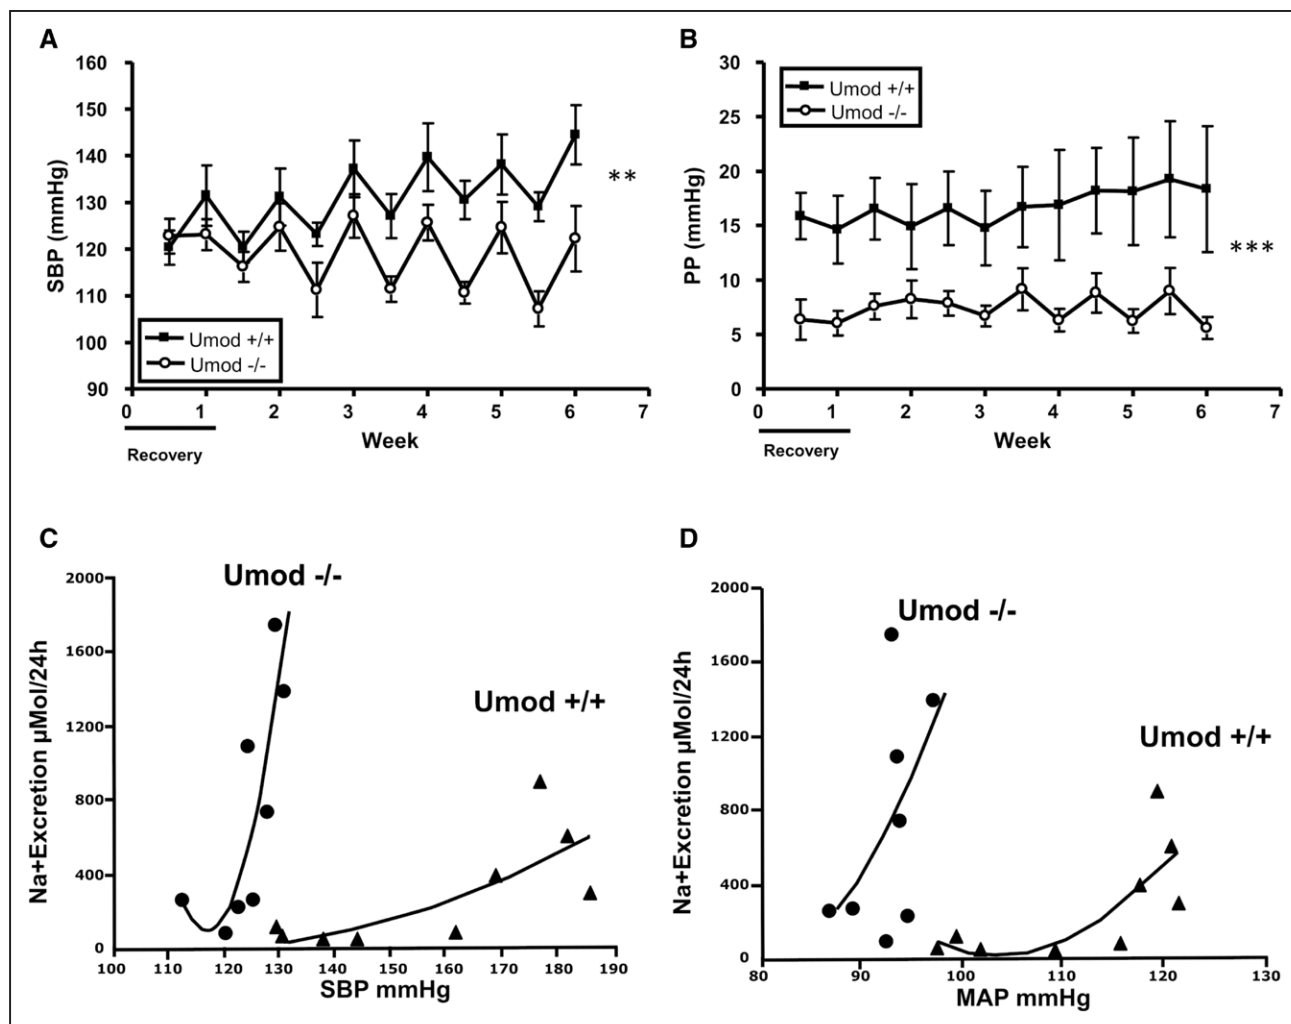 A
160
150
140
130
120
110
100
90
SBP (mmHg)
Umod +/+
Umod -/-
**
0 1 2 3 4 5 6 7
Week
Recovery
B
30
25
20
15
10
5
0
PP (mmHg)
Umod +/+
Umod -/-
***
0 1 2 3 4 5 6 7
Week
Recovery
C
Umod -/-
Umod +/+
2000
1600
1200
800
400
0
Na+Excretion µMol/24h
100 110 120 130 140 150 160 170 180 190
SBP mmHg
D
Umod -/-
Umod +/+
2000
1600
1200
800
400
0
Na+Excretion µMol/24h
80 90 100 110 120 130
MAP mmHg